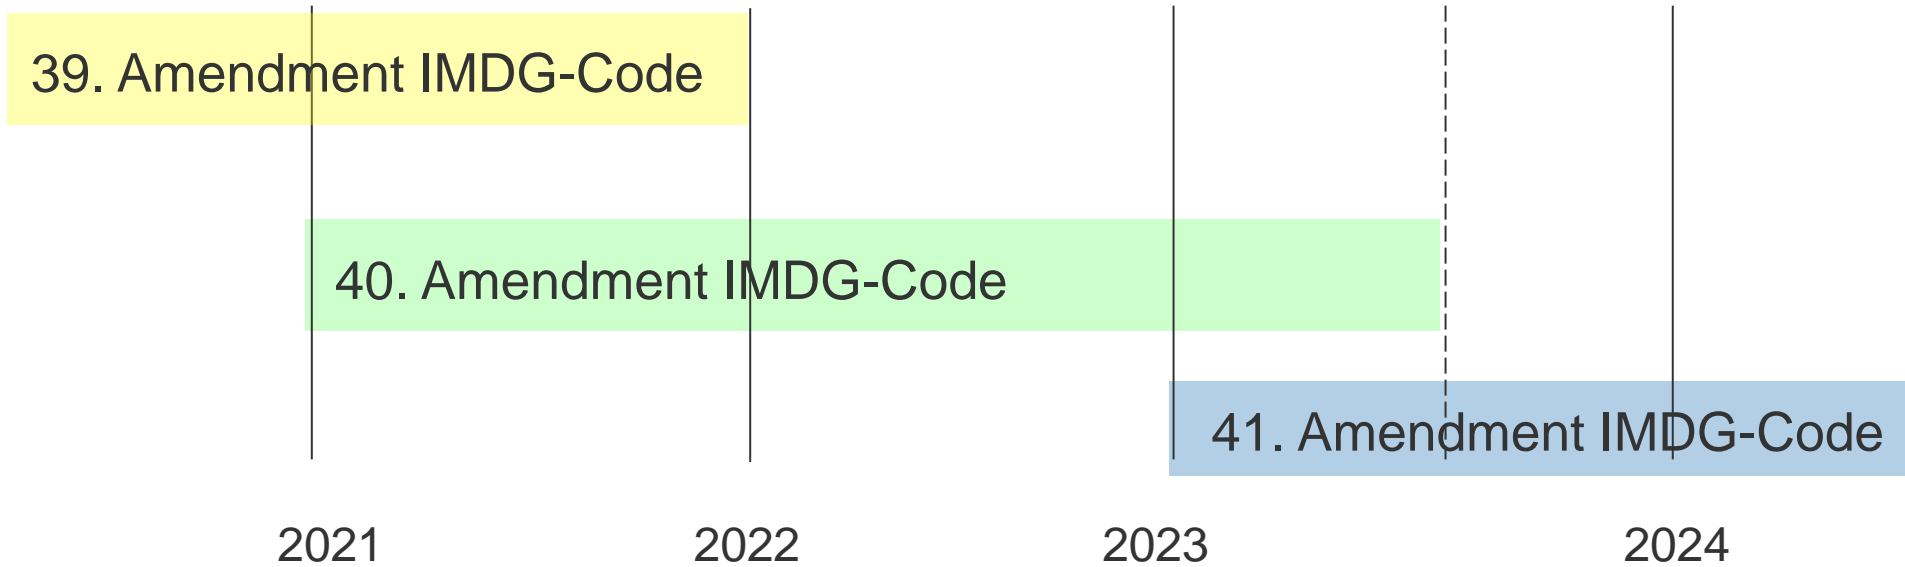 39. Amendment IMDG-Code
40. Amendment IMDG-Code
41. Amendment IMDG-Code
2021 2022 2023 2024